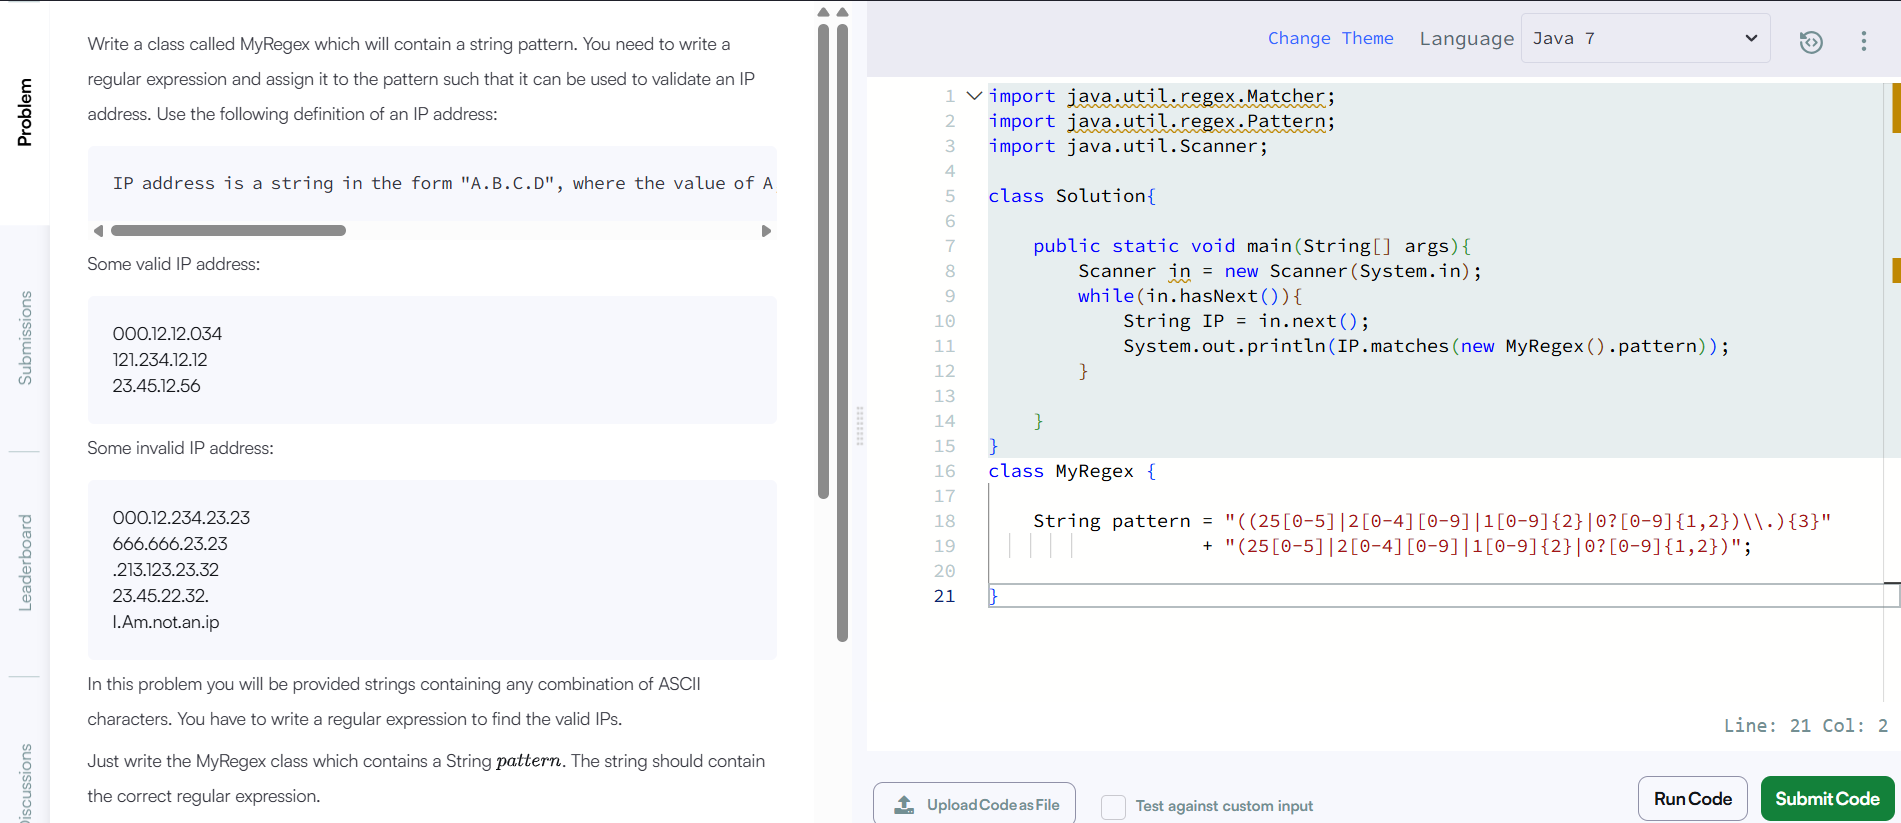 Problem
Submissions
Leaderboard
Discussions
Write a class called MyRegex which will contain a string pattern. You need to write a
regular expression and assign it to the pattern such that it can be used to validate an IP
address. Use the following definition of an IP address:
IP address is a string in the form "A.B.C.D", where the value of A
Some valid IP address:
000.12.12.034
121.234.12.12
23.45.12.56
Some invalid IP address:
000.12.234.23.23
666.666.23.23
.213.123.23.32
23.45.22.32.
I.Am.not.an.ip
In this problem you will be provided strings containing any combination of ASCII
characters. You have to write a regular expression to find the valid IPs.
Just write the MyRegex class which contains a String pattern. The string should contain
the correct regular expression.
Change Theme Language Java 7
1 import java.util.regex.Matcher;
2 import java.util.regex.Pattern;
3 import java.util.Scanner;
4
5 class Solution{
6
7 public static void main(String[] args){
8 Scanner in = new Scanner(System.in);
9 while(in.hasNext()){
10 String IP = in.next();
11 System.out.println(IP.matches(new MyRegex().pattern));
12 }
13
14 }
15 }
16 class MyRegex {
17
18 String pattern = "((25[0-5]|2[0-4][0-9]|1[0-9]{2}|0?[0-9]{1,2})\\.){3}"
19 + "(25[0-5]|2[0-4][0-9]|1[0-9]{2}|0?[0-9]{1,2})";
20
21 }
Line: 21 Col: 2
Upload Code as File
Test against custom input
Run Code
Submit Code